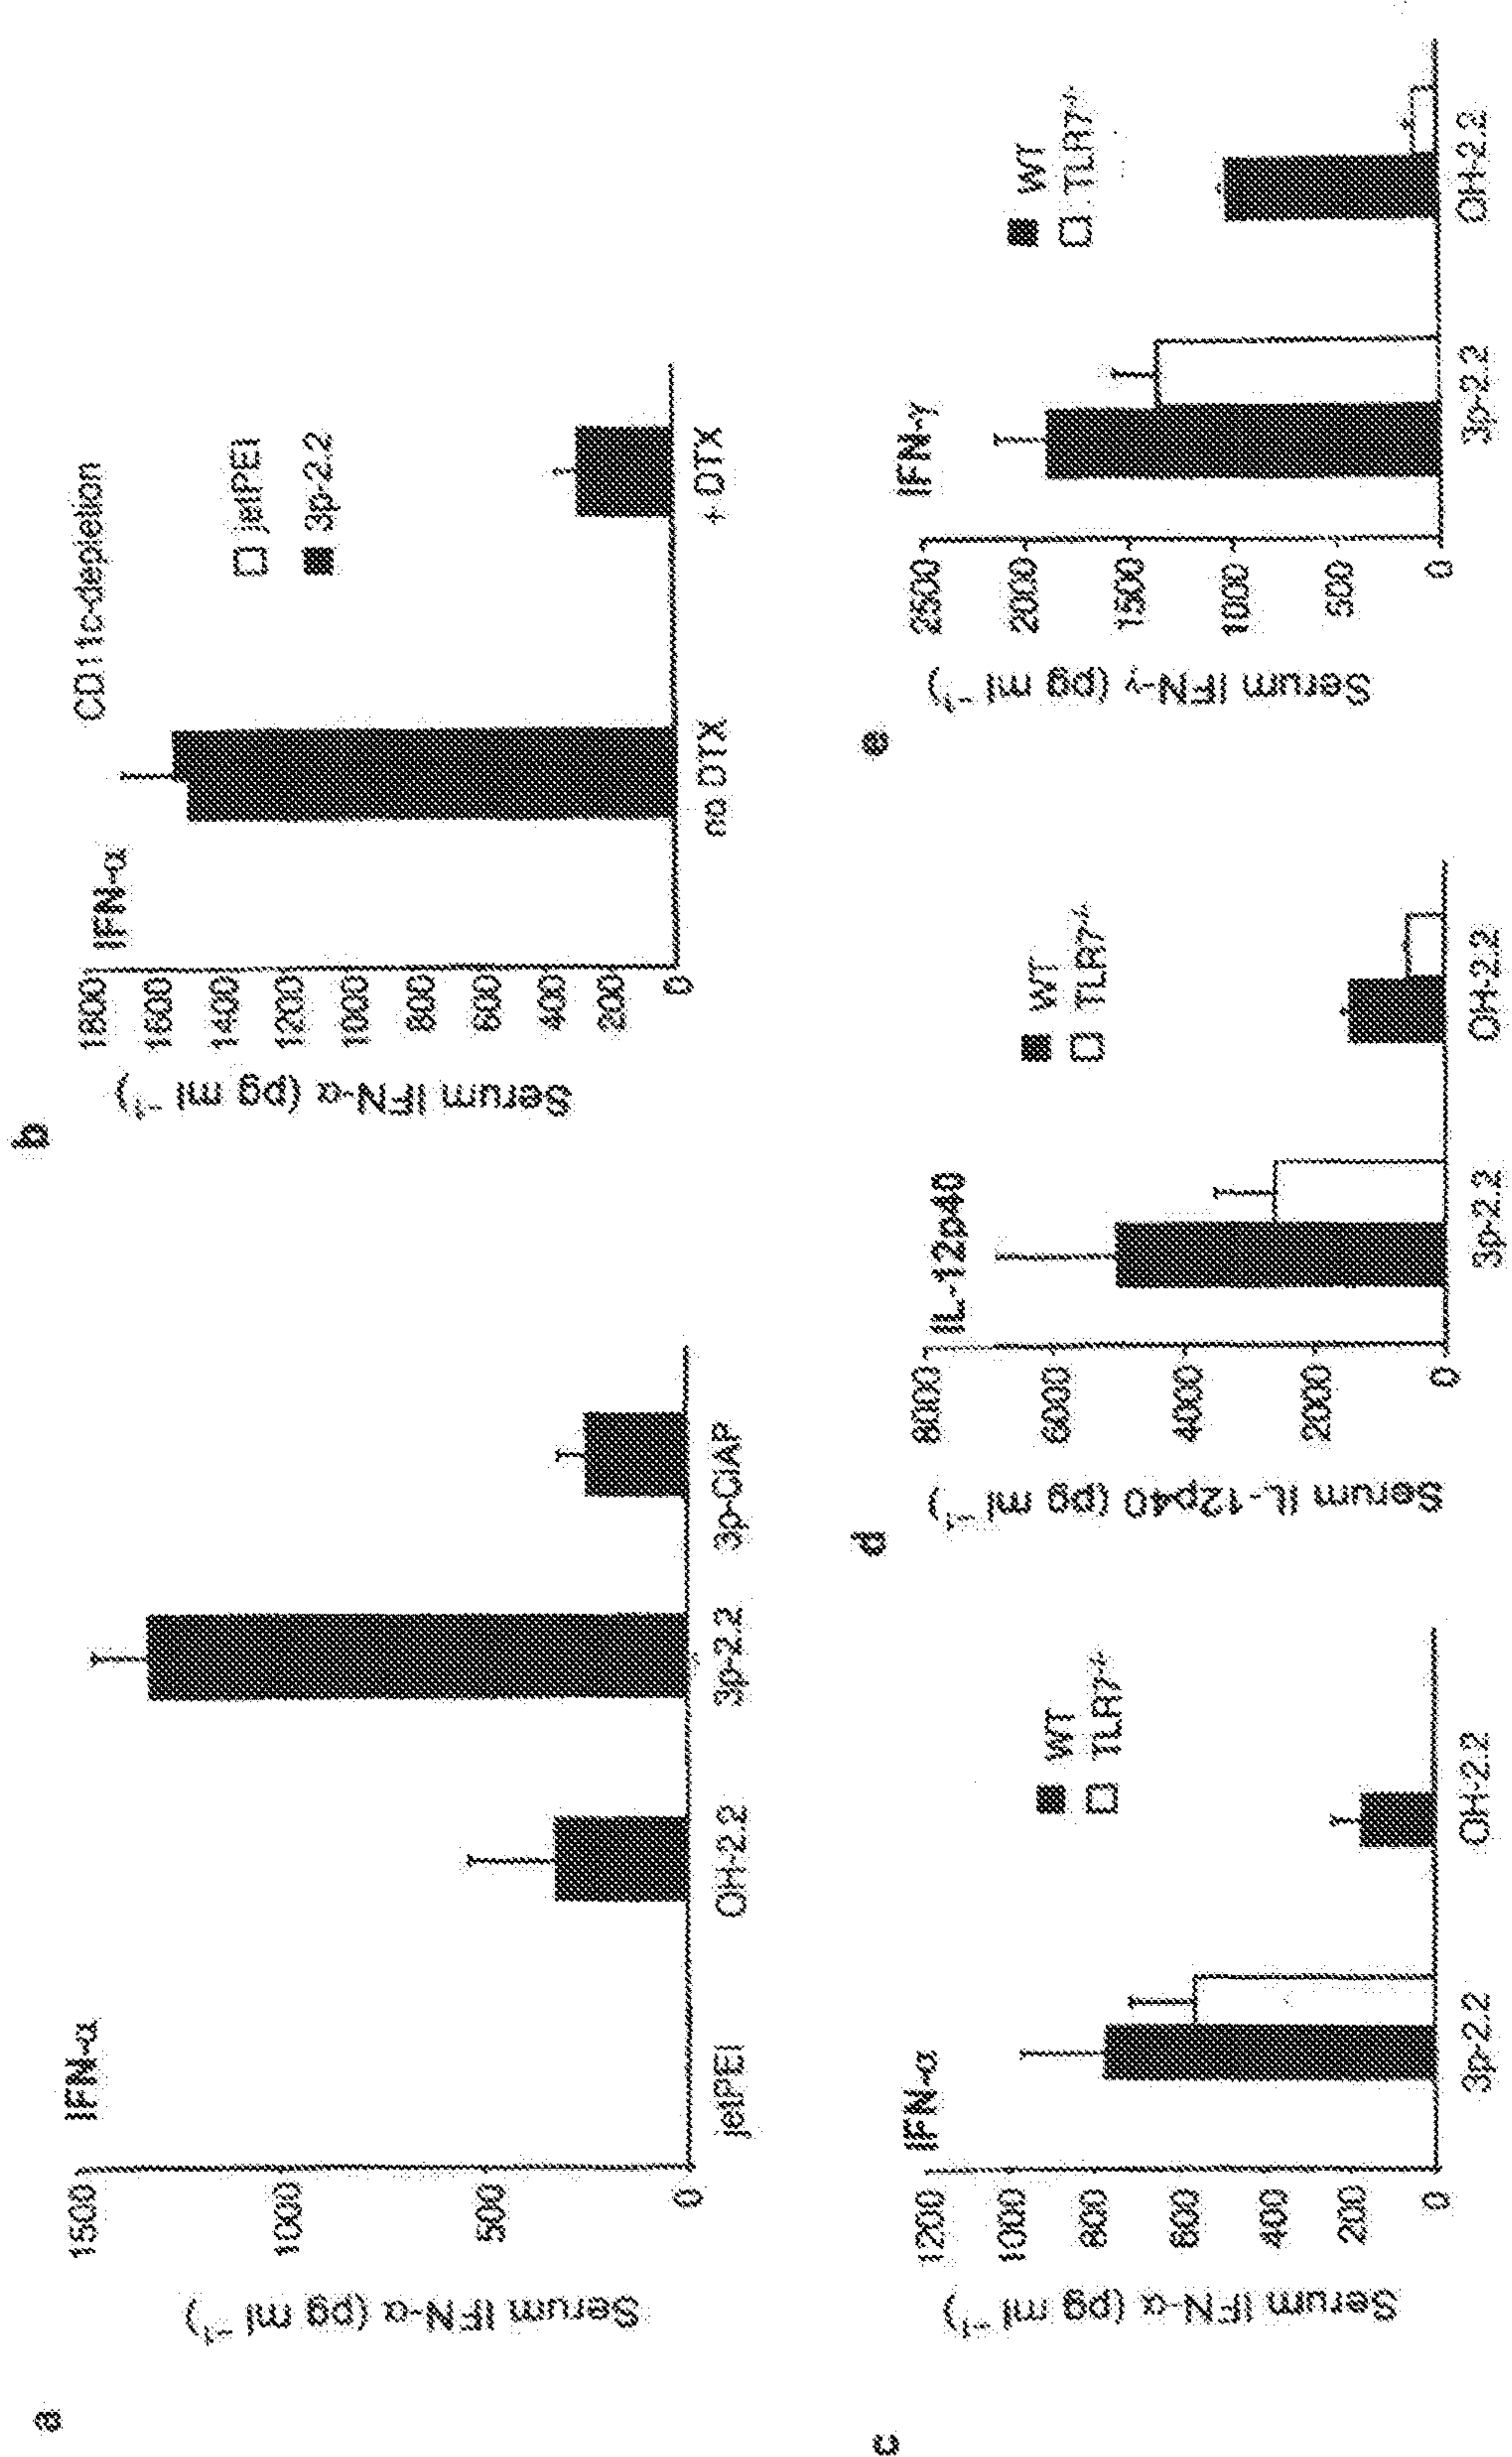 a
IFN-α
Serum IFN-α (pg ml⁻¹)
1500
1000
500
0
jetPEI
OH-2.2
3p-2.2
3p-CIAP
b
IFN-α
CD11c-depletion
Serum IFN-α (pg ml⁻¹)
1800
1600
1400
1200
1000
800
600
400
200
0
jetPEI
3p-2.2
no DTX
+ DTX
c
IFN-α
Serum IFN-α (pg ml⁻¹)
1200
1000
800
600
400
200
0
WT
TLR7⁻/⁻
3p-2.2
OH-2.2
d
IL-12p40
Serum IL-12p40 (pg ml⁻¹)
8000
6000
4000
2000
0
WT
TLR7⁻/⁻
3p-2.2
OH-2.2
e
IFN-γ
Serum IFN-γ (pg ml⁻¹)
2500
2000
1500
1000
500
0
WT
TLR7⁻/⁻
3p-2.2
OH-2.2